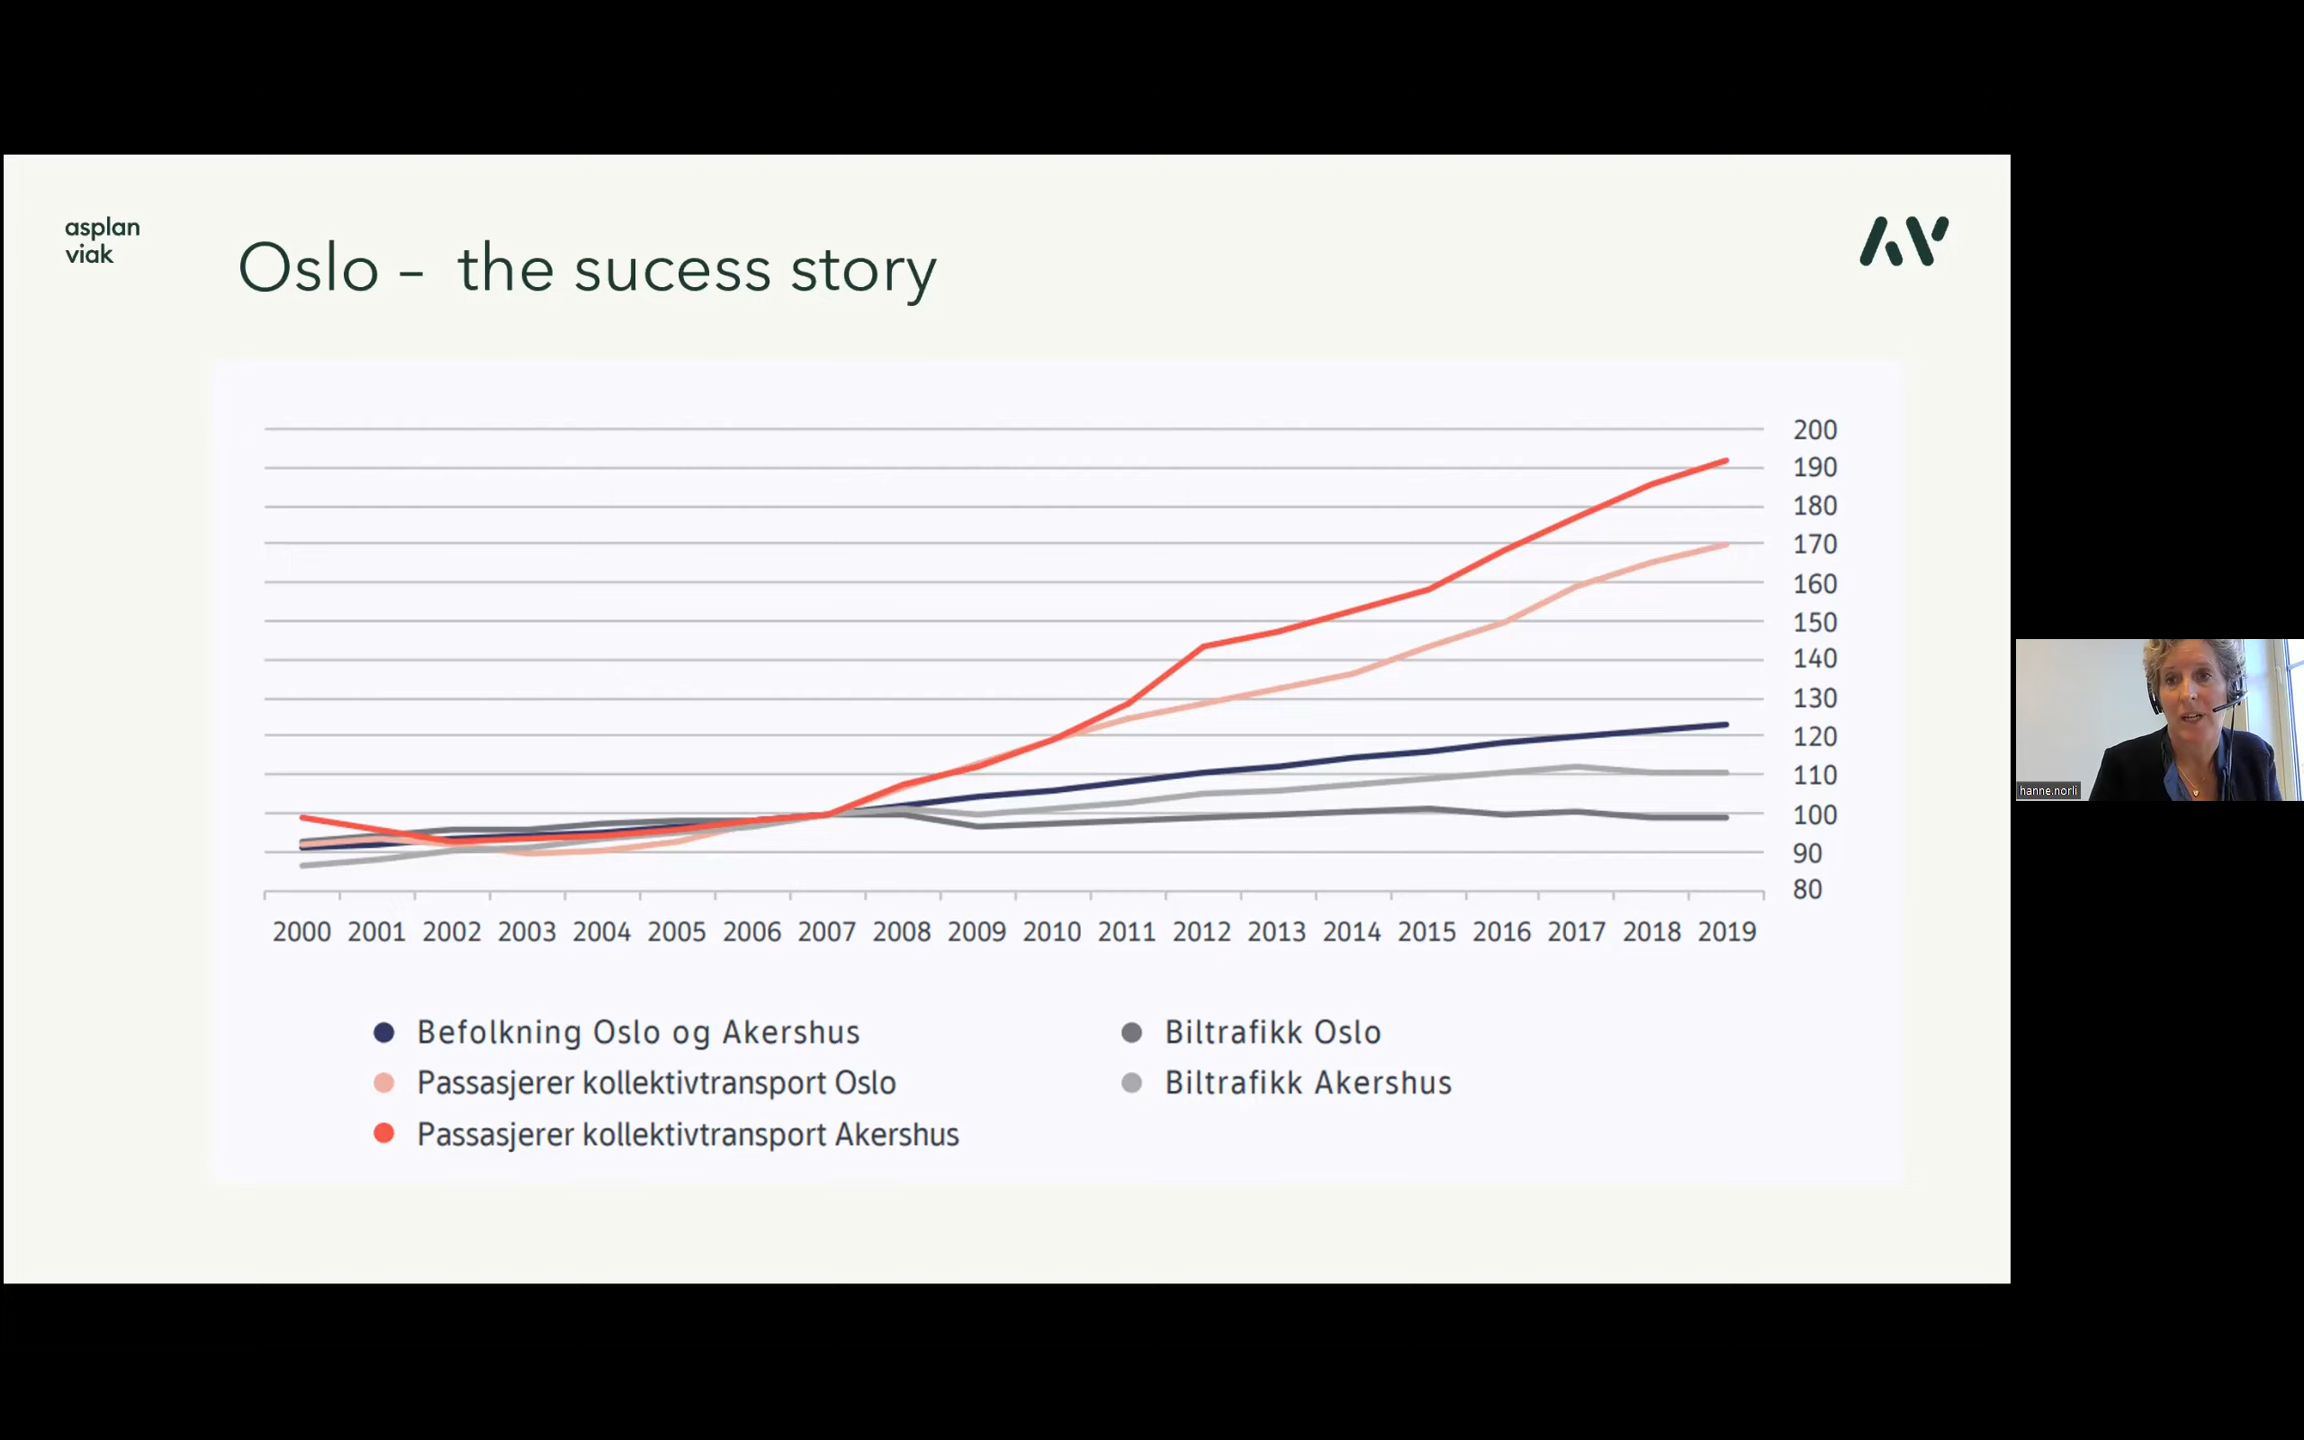 asplan
viak
Oslo – the sucess story
200
190
180
170
160
150
140
130
120
110
100
90
80
2000 2001 2002 2003 2004 2005 2006 2007 2008 2009 2010 2011 2012 2013 2014 2015 2016 2017 2018 2019
Befolkning Oslo og Akershus
Passasjerer kollektivtransport Oslo
Passasjerer kollektivtransport Akershus
Biltrafikk Oslo
Biltrafikk Akershus
hanne.norli